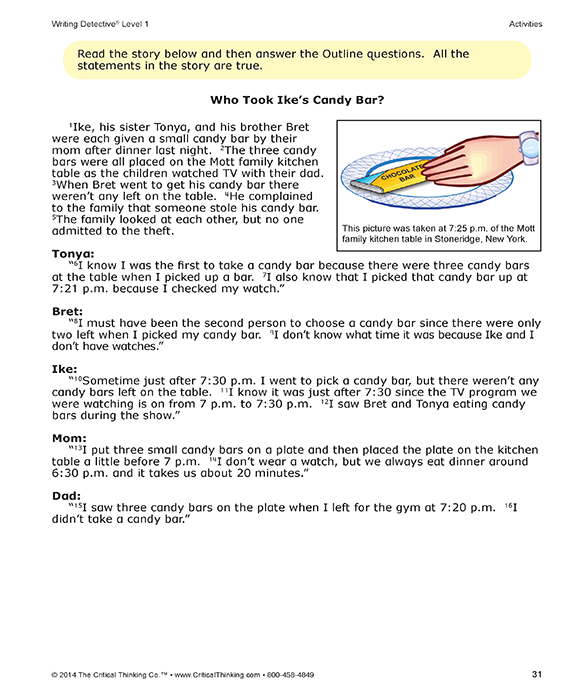 Writing Detective® Level 1
Activities
Read the story below and then answer the Outline questions. All the
statements in the story are true.
Who Took Ike's Candy Bar?
¹Ike, his sister Tonya, and his brother Bret
were each given a small candy bar by their
mom after dinner last night. ²The three candy
bars were all placed on the Mott family kitchen
table as the children watched TV with their dad.
³When Bret went to get his candy bar there
weren't any left on the table. ⁴He complained
to the family that someone stole his candy bar.
⁵The family looked at each other, but no one
admitted to the theft.
CHOCOLATE
BAR
This picture was taken at 7:25 p.m. of the Mott
family kitchen table in Stoneridge, New York.
Tonya:
"⁶I know I was the first to take a candy bar because there were three candy bars
at the table when I picked up a bar. ⁷I also know that I picked that candy bar up at
7:21 p.m. because I checked my watch."
Bret:
"⁸I must have been the second person to choose a candy bar since there were only
two left when I picked my candy bar. ⁹I don't know what time it was because Ike and I
don't have watches."
Ike:
"¹⁰Sometime just after 7:30 p.m. I went to pick a candy bar, but there weren't any
candy bars left on the table. ¹¹I know it was just after 7:30 since the TV program we
were watching is on from 7 p.m. to 7:30 p.m. ¹²I saw Bret and Tonya eating candy
bars during the show."
Mom:
"¹³I put three small candy bars on a plate and then placed the plate on the kitchen
table a little before 7 p.m. ¹⁴I don't wear a watch, but we always eat dinner around
6:30 p.m. and it takes us about 20 minutes."
Dad:
"¹⁵I saw three candy bars on the plate when I left for the gym at 7:20 p.m. ¹⁶I
didn't take a candy bar."
© 2014 The Critical Thinking Co.™ • www.CriticalThinking.com • 800-458-4849
31